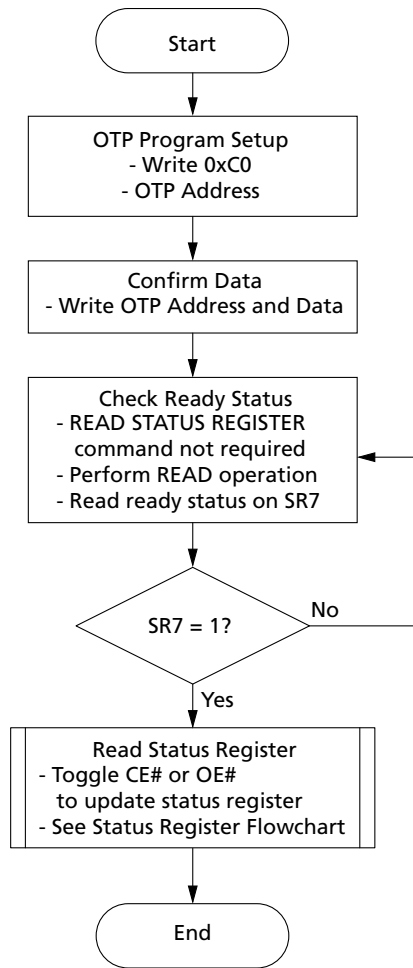 Start
OTP Program Setup
- Write 0xC0
- OTP Address
Confirm Data
- Write OTP Address and Data
Check Ready Status
- READ STATUS REGISTER
command not required
- Perform READ operation
- Read ready status on SR7
SR7 = 1?
No
Yes
Read Status Register
- Toggle CE# or OE#
to update status register
- See Status Register Flowchart
End